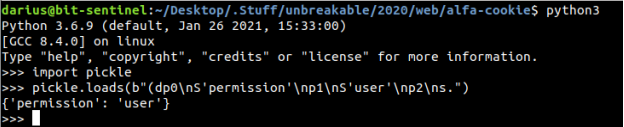 darius@bit-sentinel:~/Desktop/.Stuff/unbreakable/2020/web/alfa-cookie$ python3
Python 3.6.9 (default, Jan 26 2021, 15:33:00)
[GCC 8.4.0] on linux
Type "help", "copyright", "credits" or "license" for more information.
>>> import pickle
>>> pickle.loads(b"(dp0\nS'permission'\np1\nS'user'\np2\ns.")
{'permission': 'user'}
>>>